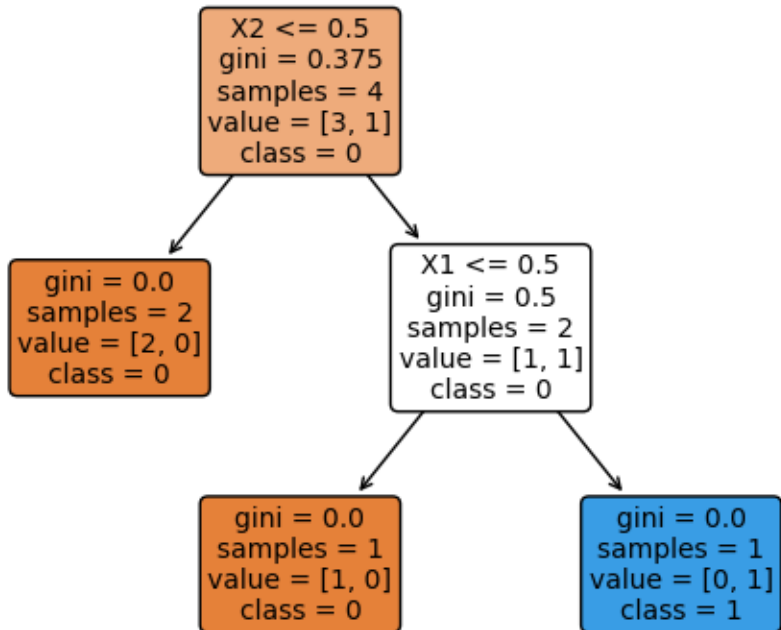 X2 <= 0.5
gini = 0.375
samples = 4
value = [3, 1]
class = 0
gini = 0.0
samples = 2
value = [2, 0]
class = 0
X1 <= 0.5
gini = 0.5
samples = 2
value = [1, 1]
class = 0
gini = 0.0
samples = 1
value = [1, 0]
class = 0
gini = 0.0
samples = 1
value = [0, 1]
class = 1